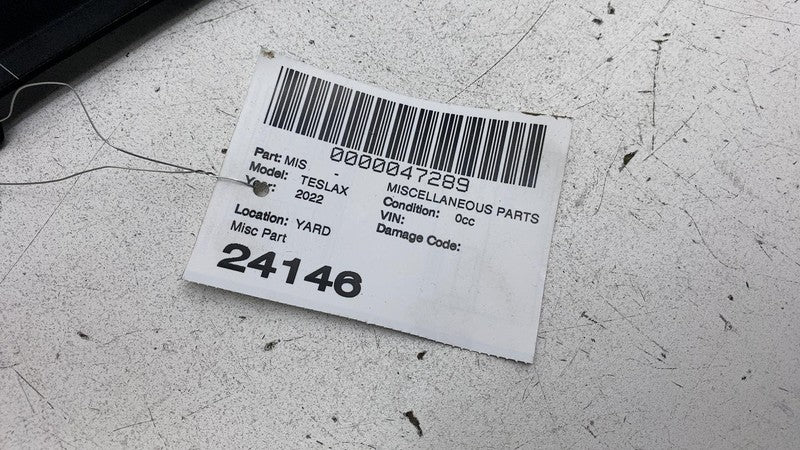 0000047289
Part: MIS - MISCELLANEOUS PARTS
Model: TESLAX Condition: 0cc
Year: 2022 VIN:
Location: YARD Damage Code:
Misc Part
24146